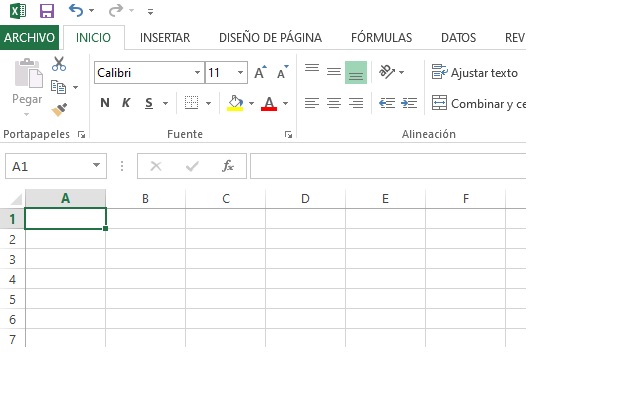 ARCHIVO INICIO INSERTAR DISEÑO DE PÁGINA FÓRMULAS DATOS REV
Pegar
Calibri 11 A A
Ajustar texto
N K S A
Combinar y ce
Portapapeles Fuente Alineación
A1 fx
A B C D E F
1
2
3
4
5
6
7